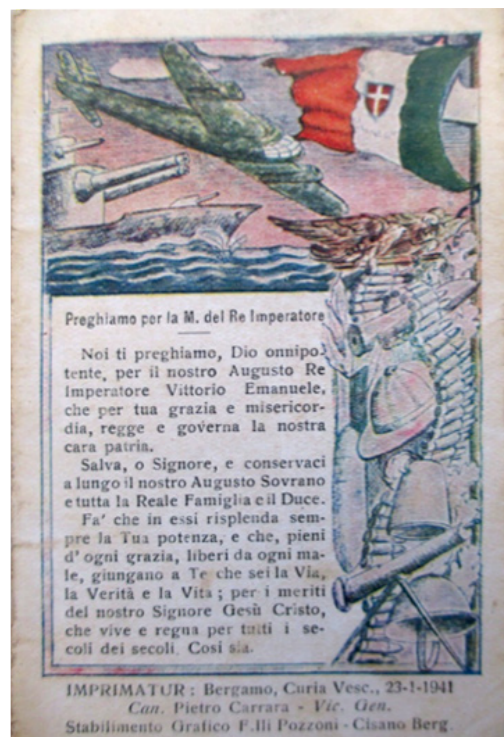 Preghiamo per la M. del Re Imperatore
Noi ti preghiamo, Dio onnipo-
tente, per il nostro Augusto Re
Imperatore Vittorio Emanuele,
che per tua grazia e misericor-
dia, regge e governa la nostra
cara patria.
Salva, o Signore, e conservaci
a lungo il nostro Augusto Sovrano
e tutta la Reale Famiglia e il Duce.
Fa' che in essi risplenda sem-
pre la Tua potenza, e che, pieni
d' ogni grazia, liberi da ogni ma-
le, giungano a Te che sei la Via,
la Verità e la Vita ; per i meriti
del nostro Signore Gesù Cristo,
che vive e regna per tutti i se-
coli dei secoli. Così sia.
IMPRIMATUR : Bergamo, Curia Vesc., 23-1-1941
Can. Pietro Carrara - Vic. Gen.
Stabilimento Grafico F.lli Pozzoni - Cisano Berg.